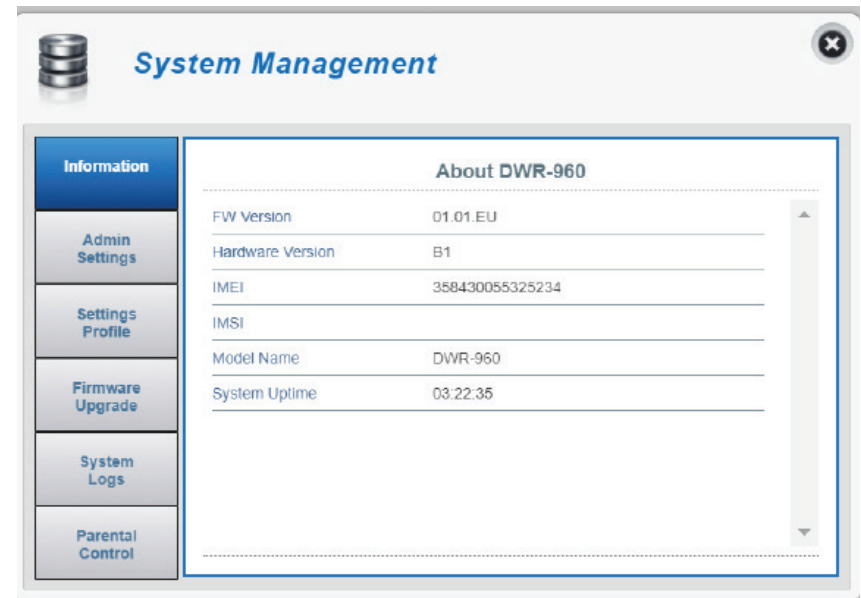 System Management
Information
Admin
Settings
Settings
Profile
Firmware
Upgrade
System
Logs
Parental
Control
About DWR-960
FW Version 01.01.EU
Hardware Version B1
IMEI 358430055325234
IMSI
Model Name DWR-960
System Uptime 03:22:35